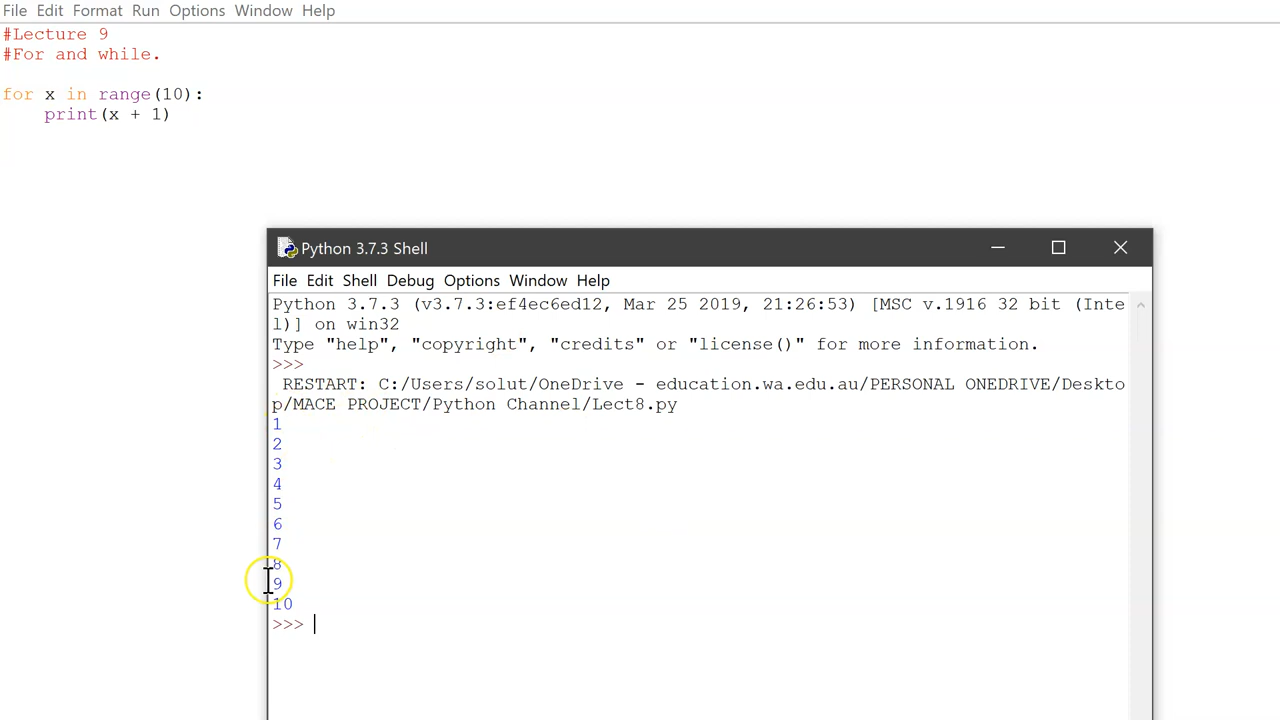 File Edit Format Run Options Window Help
#Lecture 9
#For and while.
for x in range(10):
    print(x + 1)
Python 3.7.3 Shell
File Edit Shell Debug Options Window Help
Python 3.7.3 (v3.7.3:ef4ec6ed12, Mar 25 2019, 21:26:53) [MSC v.1916 32 bit (Inte
l)] on win32
Type "help", "copyright", "credits" or "license()" for more information.
>>>
 RESTART: C:/Users/solut/OneDrive - education.wa.edu.au/PERSONAL ONEDRIVE/Deskto
p/MACE PROJECT/Python Channel/Lect8.py
1
2
3
4
5
6
7
8
9
10
>>>